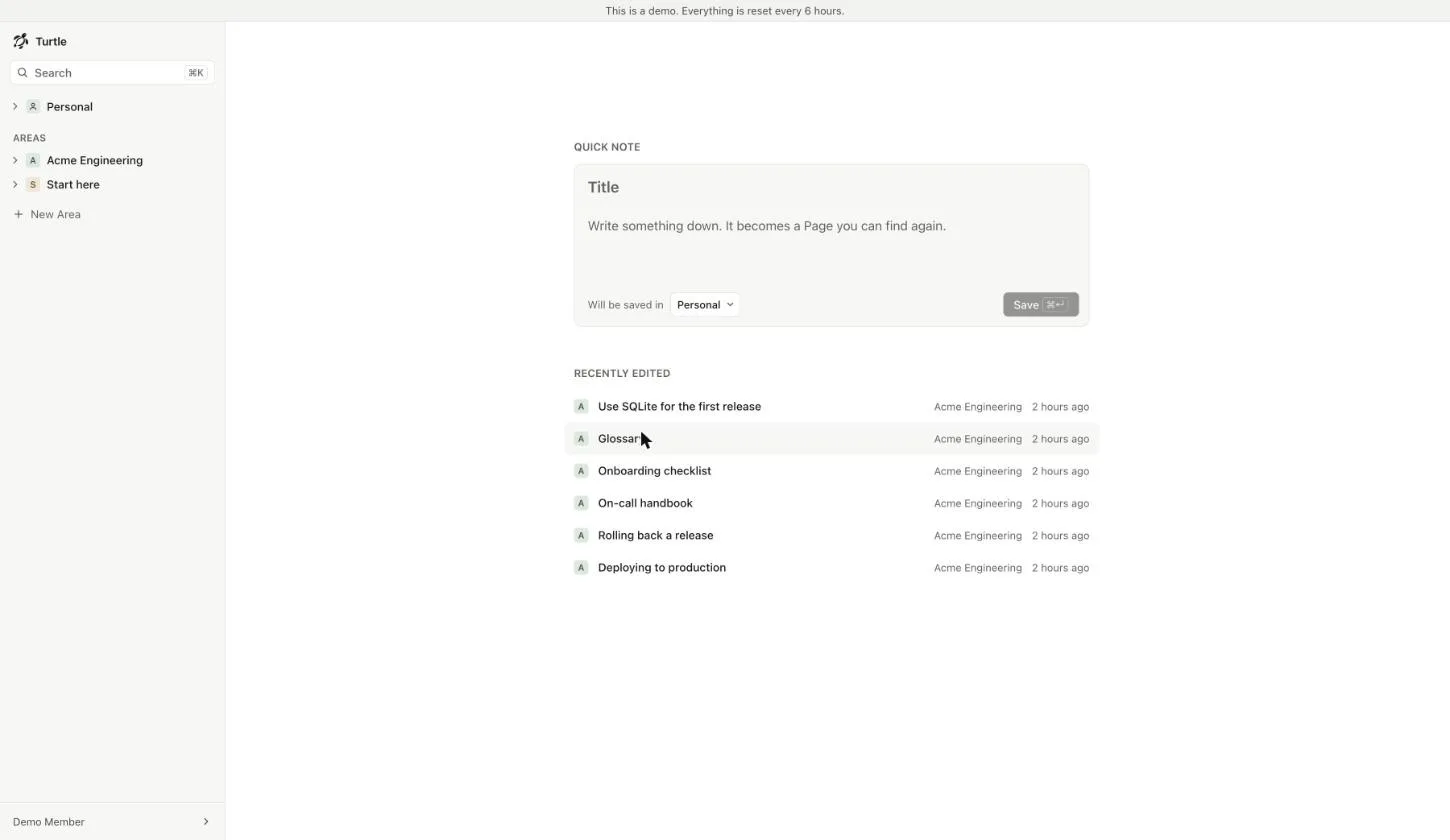 This is a demo. Everything is reset every 6 hours.
Turtle
Search ⌘K
Personal
AREAS
A Acme Engineering
S Start here
+ New Area
QUICK NOTE
Title
Write something down. It becomes a Page you can find again.
Will be saved in Personal
Save ⌘↵
RECENTLY EDITED
A Use SQLite for the first release Acme Engineering 2 hours ago
A Glossary Acme Engineering 2 hours ago
A Onboarding checklist Acme Engineering 2 hours ago
A On-call handbook Acme Engineering 2 hours ago
A Rolling back a release Acme Engineering 2 hours ago
A Deploying to production Acme Engineering 2 hours ago
Demo Member